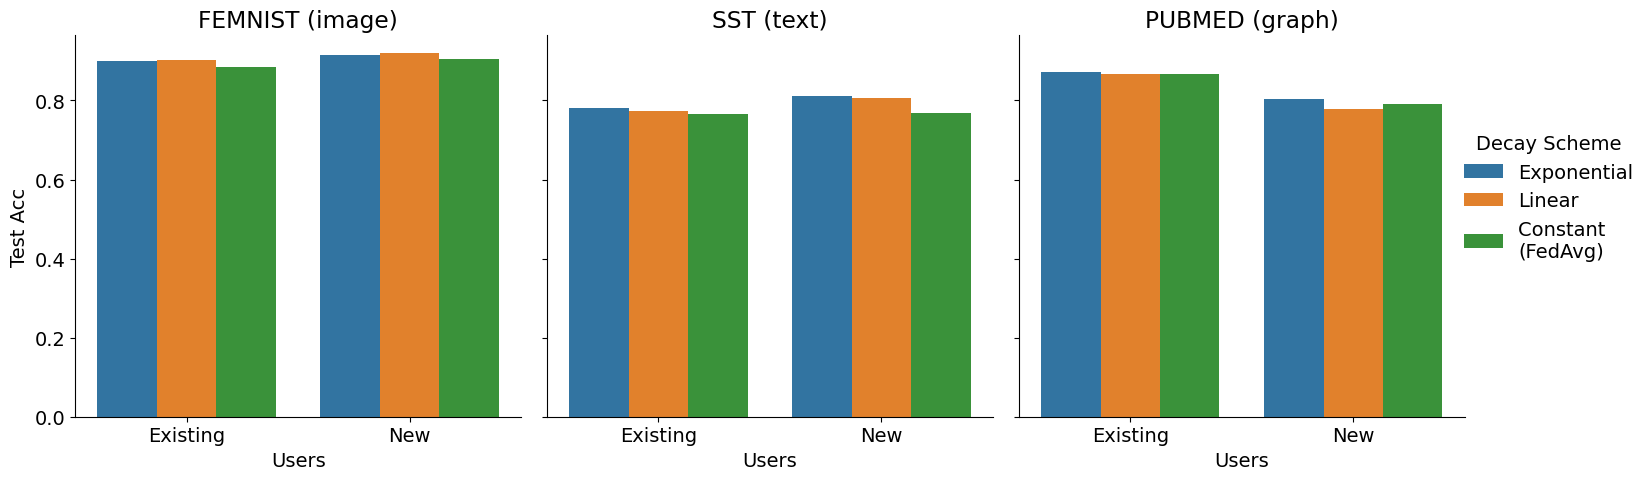 FEMNIST (image)
SST (text)
PUBMED (graph)
Test Acc
0.8
0.6
0.4
0.2
0.0
Existing
New
Users
Existing
New
Users
Existing
New
Users
Decay Scheme
Exponential
Linear
Constant
(FedAvg)